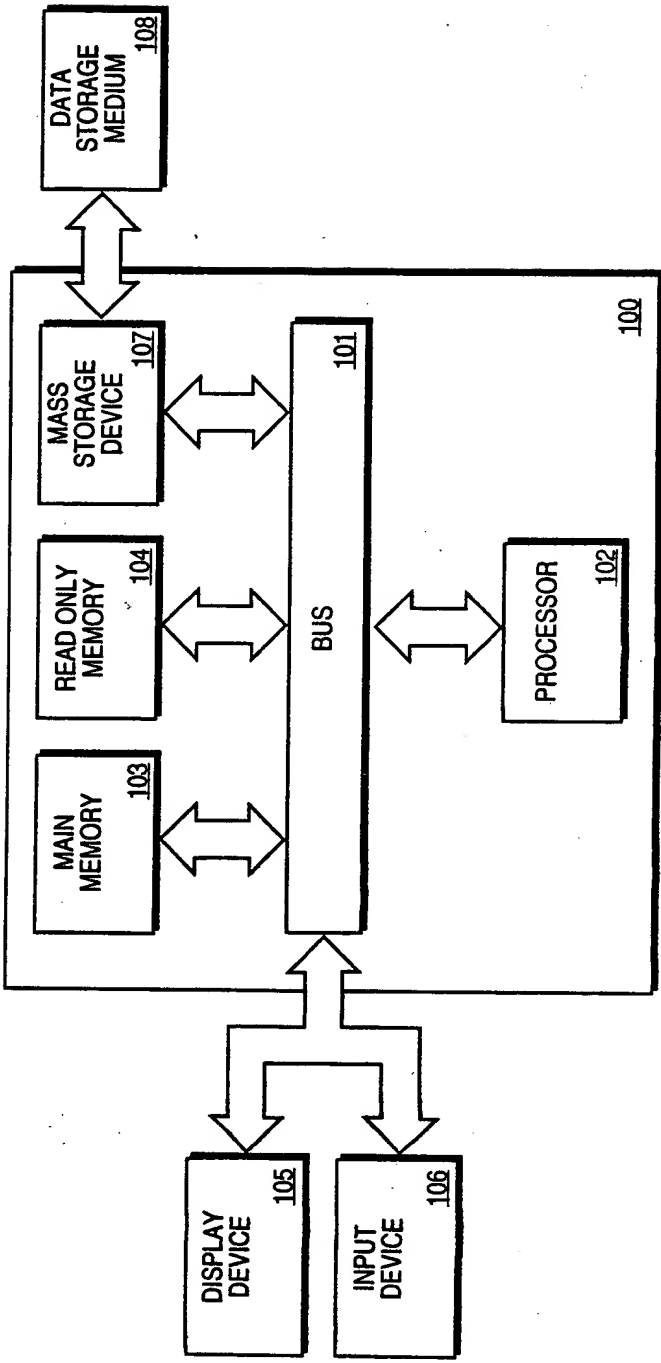 MAIN
MEMORY
103
READ ONLY
MEMORY
104
MASS
STORAGE
DEVICE
107
DATA
STORAGE
MEDIUM
108
DISPLAY
DEVICE
105
BUS
101
INPUT
DEVICE
106
PROCESSOR
102
100